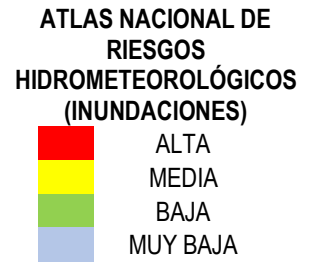 ATLAS NACIONAL DE
RIESGOS
HIDROMETEOROLÓGICOS
(INUNDACIONES)
ALTA
MEDIA
BAJA
MUY BAJA